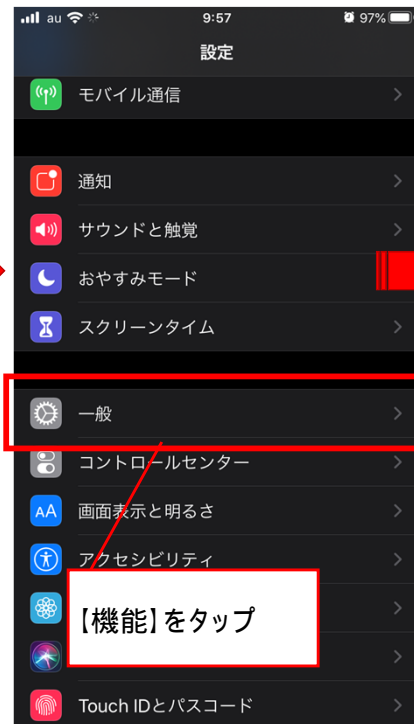 au 9:57 97%
設定
モバイル通信
通知
サウンドと触覚
おやすみモード
スクリーンタイム
一般
コントロールセンター
AA 画面表示と明るさ
アクセシビリティ
【機能】をタップ
Touch IDとパスコード